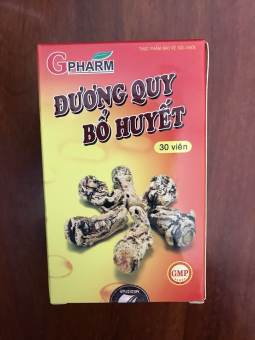 GPHARM
THỰC PHẨM BẢO VỆ SỨC KHỎE
ĐƯƠNG QUY
BỔ HUYẾT
30 viên
GMP